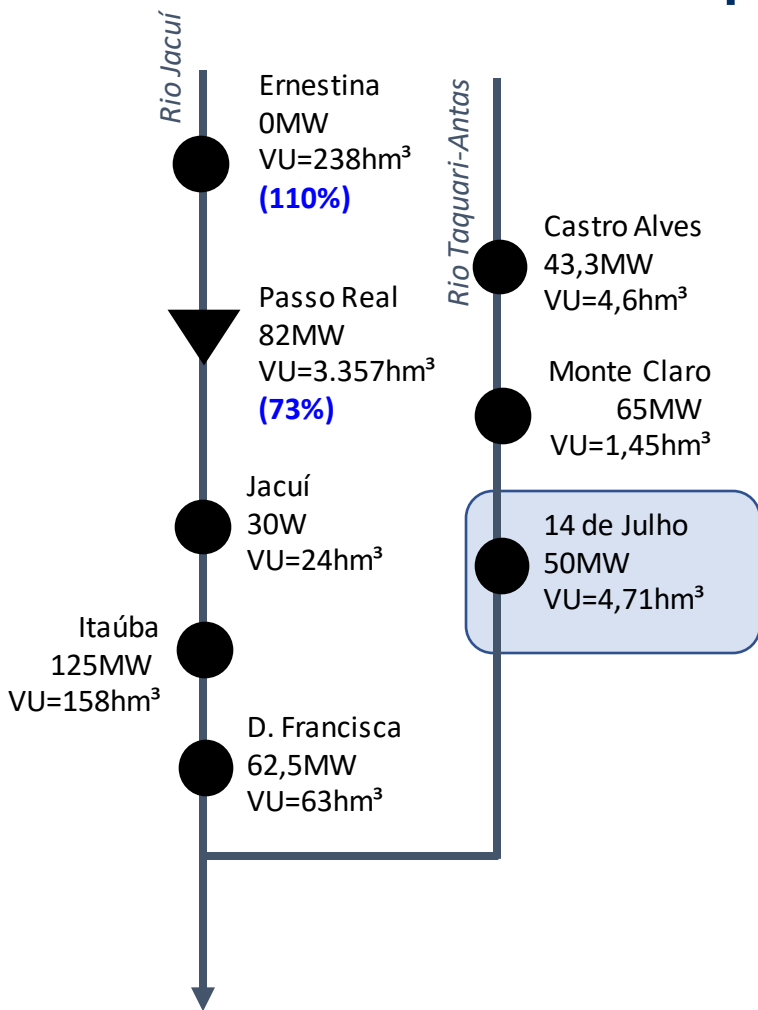 Rio Jacuí
Ernestina
0MW
VU=238hm³
(110%)
Passo Real
82MW
VU=3.357hm³
(73%)
Jacuí
30W
VU=24hm³
Itaúba
125MW
VU=158hm³
D. Francisca
62,5MW
VU=63hm³
Rio Taquari-Antas
Castro Alves
43,3MW
VU=4,6hm³
Monte Claro
65MW
VU=1,45hm³
14 de Julho
50MW
VU=4,71hm³